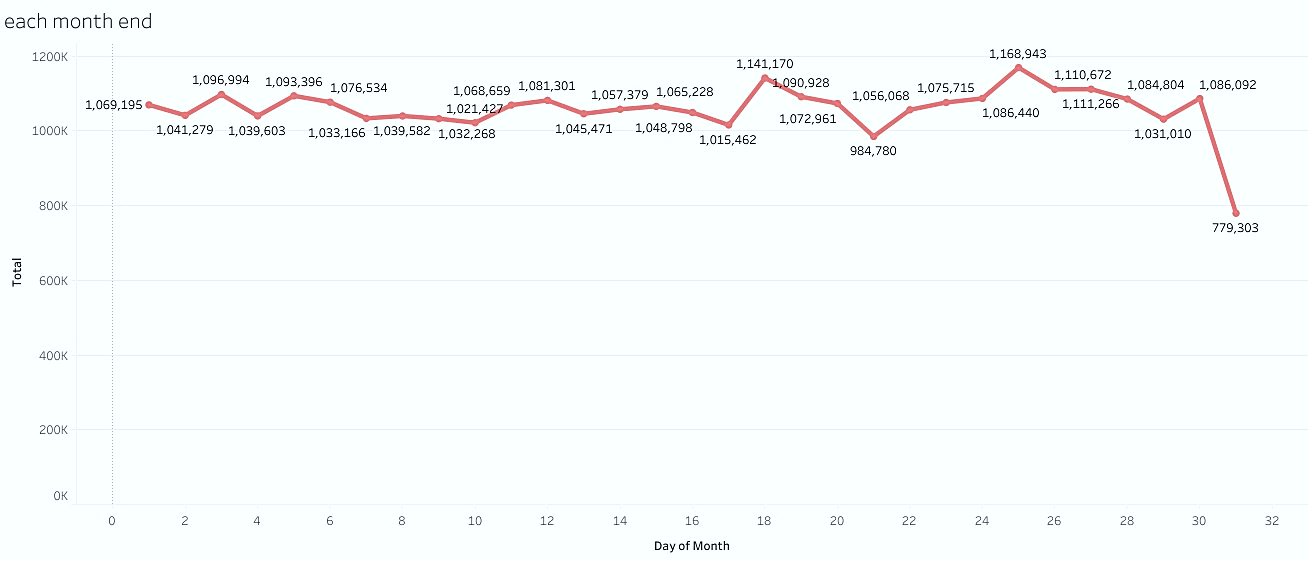 each month end
1200K
1000K
800K
600K
400K
200K
0K
Total
1,069,195
1,041,279
1,096,994
1,039,603
1,093,396
1,076,534
1,033,166
1,039,582
1,032,268
1,021,427
1,068,659
1,081,301
1,045,471
1,057,379
1,065,228
1,048,798
1,015,462
1,141,170
1,090,928
1,072,961
984,780
1,056,068
1,075,715
1,086,440
1,168,943
1,110,672
1,111,266
1,084,804
1,031,010
1,086,092
779,303
0 2 4 6 8 10 12 14 16 18 20 22 24 26 28 30 32
Day of Month